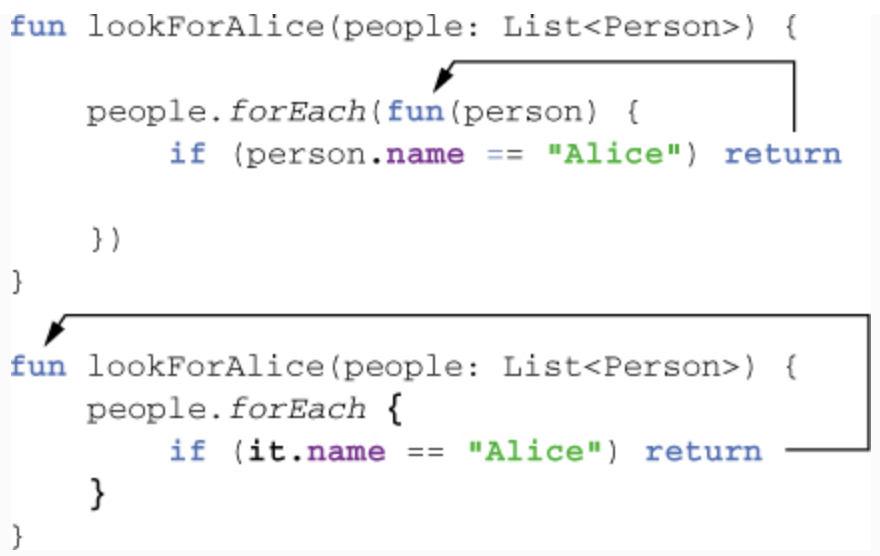 fun lookForAlice(people: List<Person>) {
people.forEach(fun(person) {
if (person.name == "Alice") return
})
}
fun lookForAlice(people: List<Person>) {
people.forEach {
if (it.name == "Alice") return
}
}